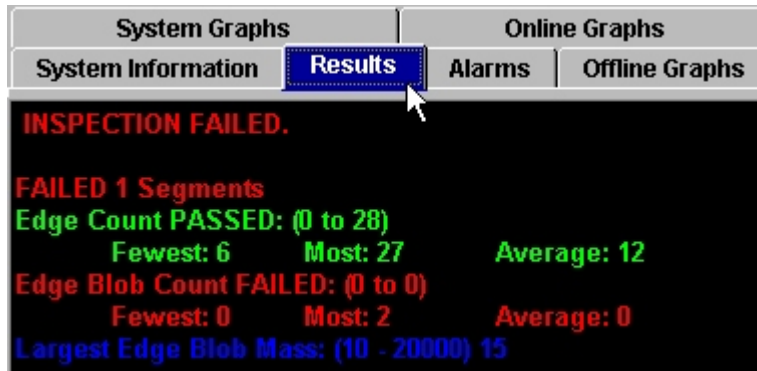 System Graphs Online Graphs
System Information Results Alarms Offline Graphs
INSPECTION FAILED.
FAILED 1 Segments
Edge Count PASSED: (0 to 28)
Fewest: 6 Most: 27 Average: 12
Edge Blob Count FAILED: (0 to 0)
Fewest: 0 Most: 2 Average: 0
Largest Edge Blob Mass: (10 - 20000) 15